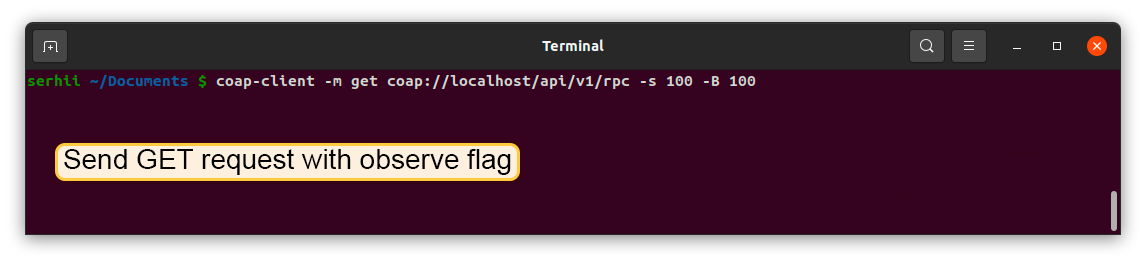 Terminal
serhii ~/Documents $ coap-client -m get coap://localhost/api/v1/rpc -s 100 -B 100
Send GET request with observe flag